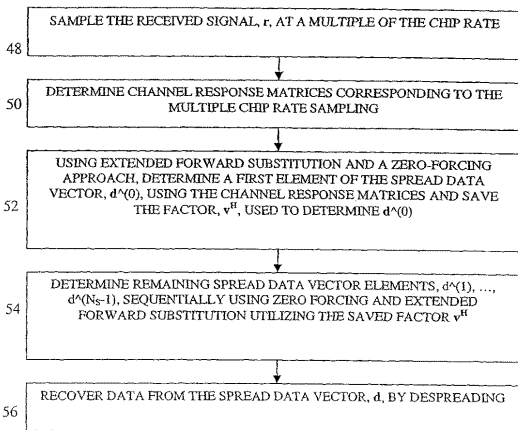 SAMPLE THE RECEIVED SIGNAL, r, AT A MULTIPLE OF THE CHIP RATE
48
DETERMINE CHANNEL RESPONSE MATRICES CORRESPONDING TO THE
MULTIPLE CHIP RATE SAMPLING
50
USING EXTENDED FORWARD SUBSTITUTION AND A ZERO-FORCING
APPROACH, DETERMINE A FIRST ELEMENT OF THE SPREAD DATA
VECTOR, d^(0), USING THE CHANNEL RESPONSE MATRICES AND SAVE
THE FACTOR, v^H, USED TO DETERMINE d^(0)
52
DETERMINE REMAINING SPREAD DATA VECTOR ELEMENTS, d^(1), ...,
d^(Ns-1), SEQUENTIALLY USING ZERO FORCING AND EXTENDED
FORWARD SUBSTITUTION UTILIZING THE SAVED FACTOR v^H
54
RECOVER DATA FROM THE SPREAD DATA VECTOR, d, BY DESPREADING
56